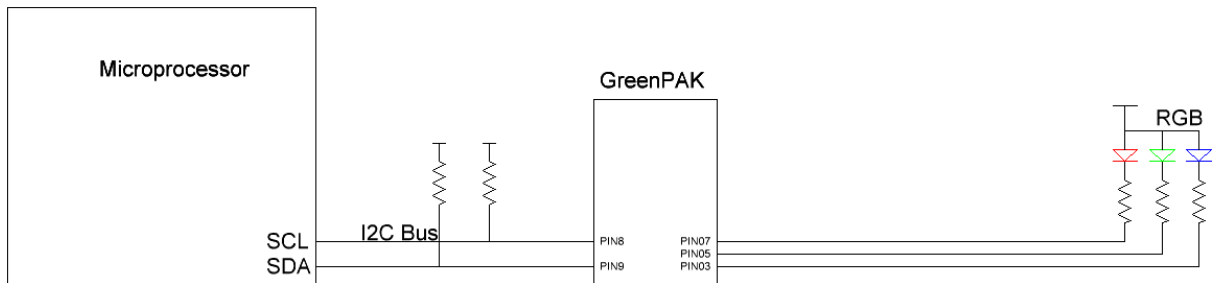 Microprocessor
GreenPAK
RGB
I2C Bus
SCL
SDA
PIN8
PIN9
PIN07
PIN05
PIN03